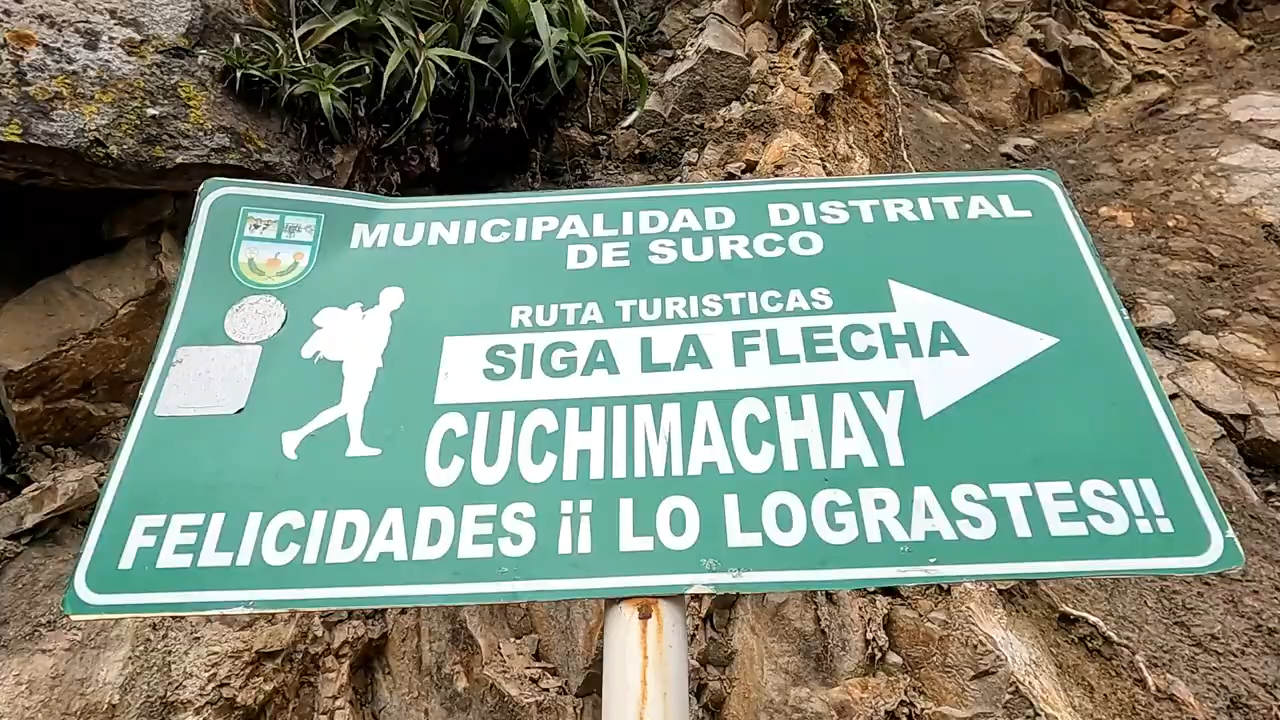 MUNICIPALIDAD DISTRITAL
DE SURCO
RUTA TURISTICAS
SIGA LA FLECHA
CUCHIMACHAY
FELICIDADES ¡¡ LO LOGRASTES!!